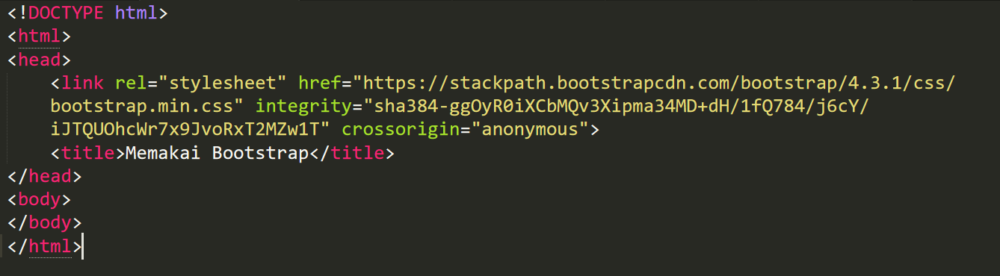 <!DOCTYPE html>
<html>
<head>
<link rel="stylesheet" href="https://stackpath.bootstrapcdn.com/bootstrap/4.3.1/css/
bootstrap.min.css" integrity="sha384-ggOyR0iXCbMQv3Xipma34MD+dH/1fQ784/j6cY/
iJTQUOhcWr7x9JvoRxT2MZw1T" crossorigin="anonymous">
<title>Memakai Bootstrap</title>
</head>
<body>
</body>
</html>